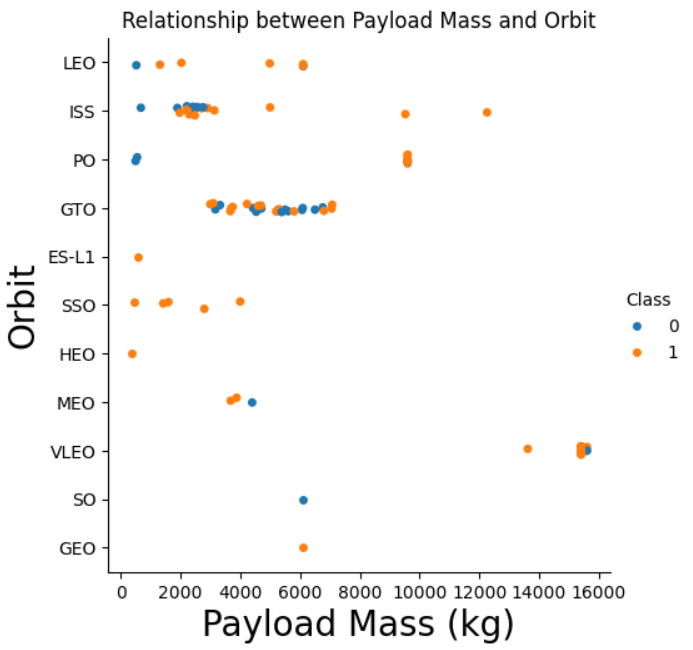 Relationship between Payload Mass and Orbit
Orbit
LEO
ISS
PO
GTO
ES-L1
SSO
HEO
MEO
VLEO
SO
GEO
Class
0
1
0 2000 4000 6000 8000 10000 12000 14000 16000
Payload Mass (kg)